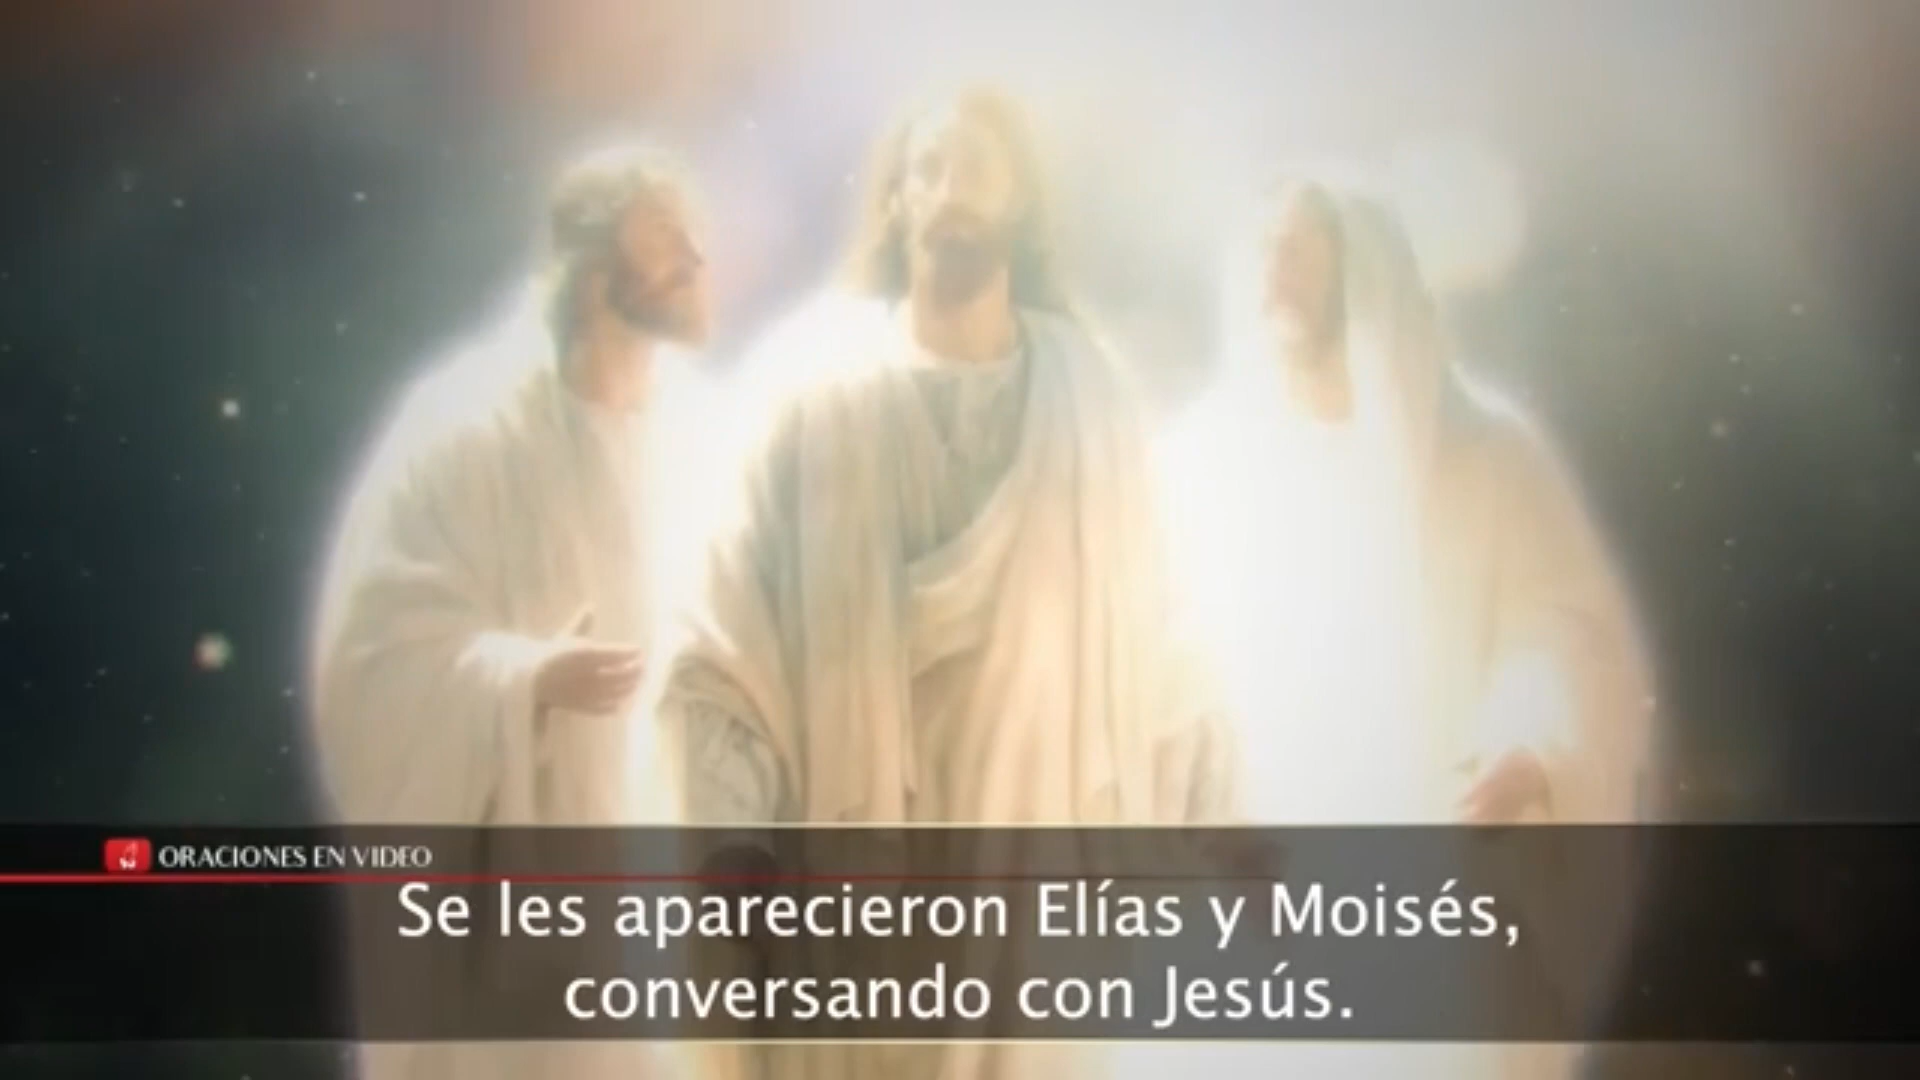 ORACIONES EN VIDEO
Se les aparecieron Elías y Moisés,
conversando con Jesús.